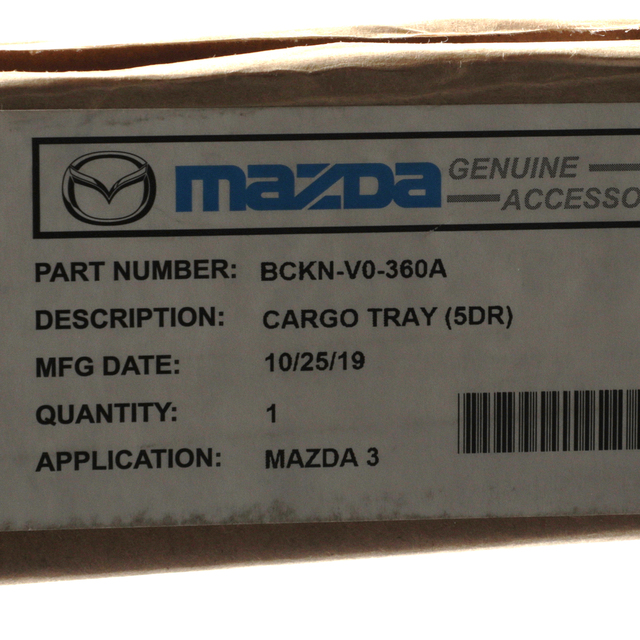 mazda GENUINE
ACCESSO
PART NUMBER: BCKN-V0-360A
DESCRIPTION: CARGO TRAY (5DR)
MFG DATE: 10/25/19
QUANTITY: 1
APPLICATION: MAZDA 3